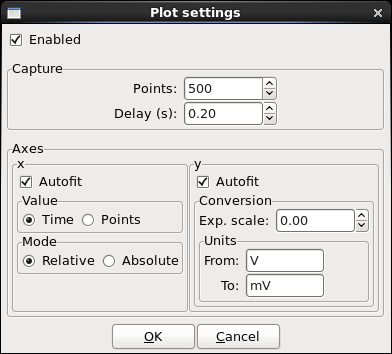 Plot settings
Enabled
Capture
Points: 500
Delay (s): 0.20
Axes
x
Autofit
Value
Time Points
Mode
Relative Absolute
y
Autofit
Conversion
Exp. scale: 0.00
Units
From: V
To: mV
OK Cancel